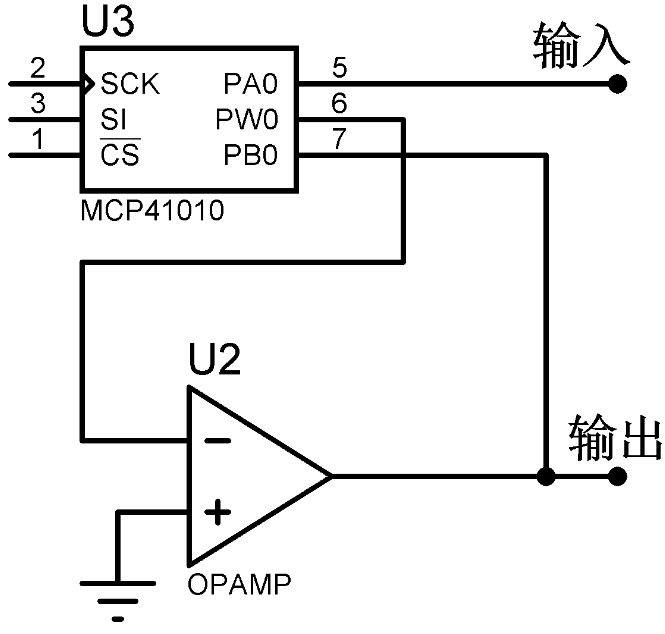 U3
输入
2 SCK PA0 5
3 SI PW0 6
1 CS PB0 7
MCP41010
U2
输出
−
+
OPAMP